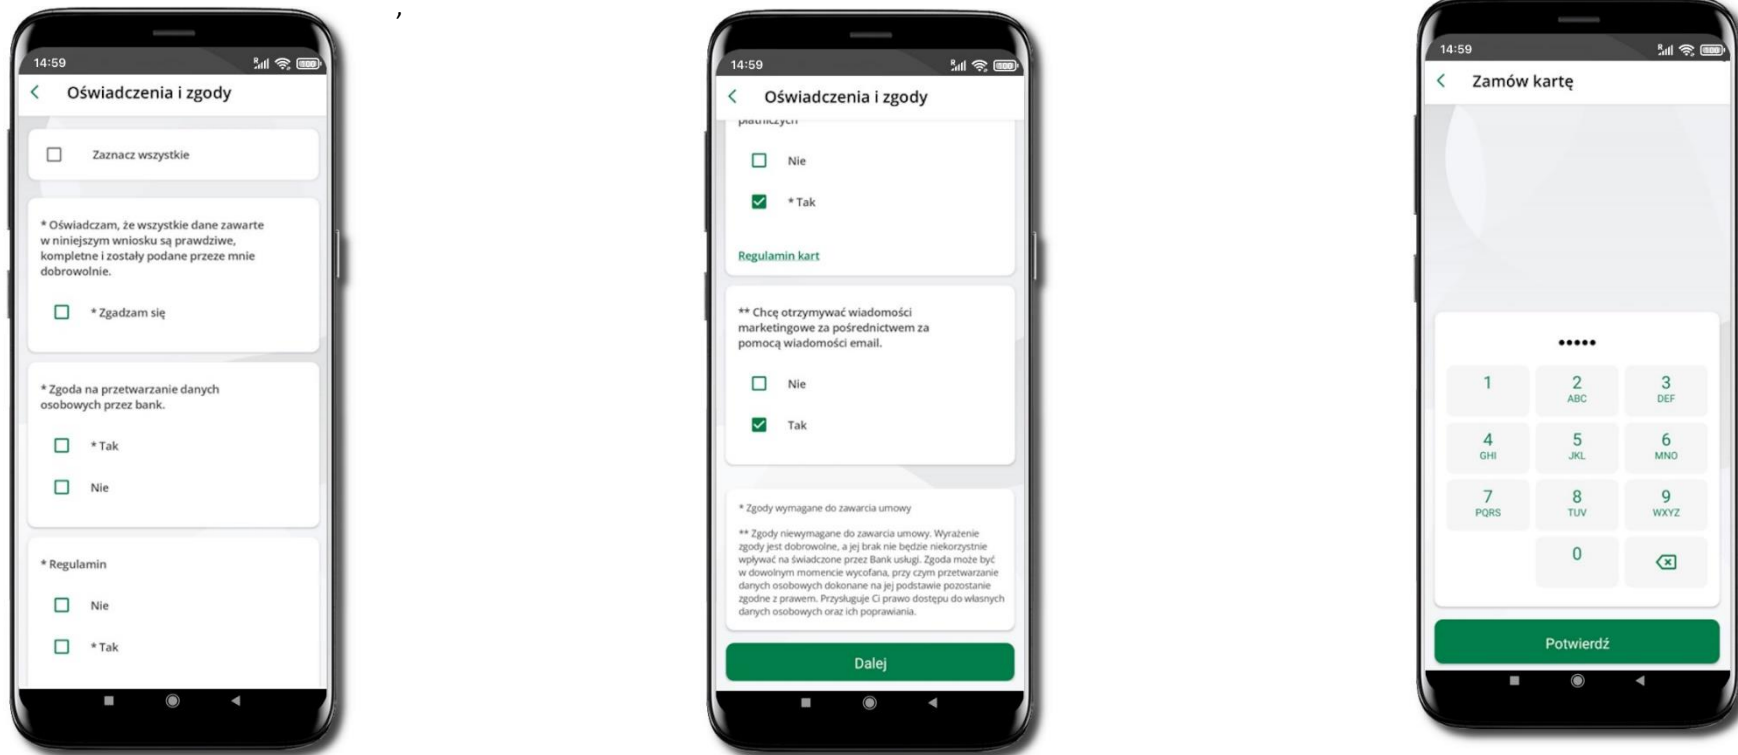 ,
14:59
Oświadczenia i zgody
Zaznacz wszystkie
* Oświadczam, że wszystkie dane zawarte
w niniejszym wniosku są prawdziwe,
kompletne i zostały podane przeze mnie
dobrowolnie.
* Zgadzam się
* Zgoda na przetwarzanie danych
osobowych przez bank.
* Tak
Nie
* Regulamin
Nie
* Tak
14:59
Oświadczenia i zgody
płatniczych
Nie
* Tak
Regulamin kart
** Chcę otrzymywać wiadomości
marketingowe za pośrednictwem za
pomocą wiadomości email.
Nie
Tak
* Zgody wymagane do zawarcia umowy
** Zgody niewymagane do zawarcia umowy. Wyrażenie
zgody jest dobrowolne, a jej brak nie będzie niekorzystnie
wpływać na świadczone przez Bank usługi. Zgoda może być
w dowolnym momencie wycofana, przy czym przetwarzanie
danych osobowych dokonane na jej podstawie pozostanie
zgodne z prawem. Przysługuje Ci prawo dostępu do własnych
danych osobowych oraz ich poprawiania.
Dalej
14:59
Zamów kartę
•••••
1 2 3
ABC DEF
4 5 6
GHI JKL MNO
7 8 9
PQRS TUV WXYZ
0
Potwierdź